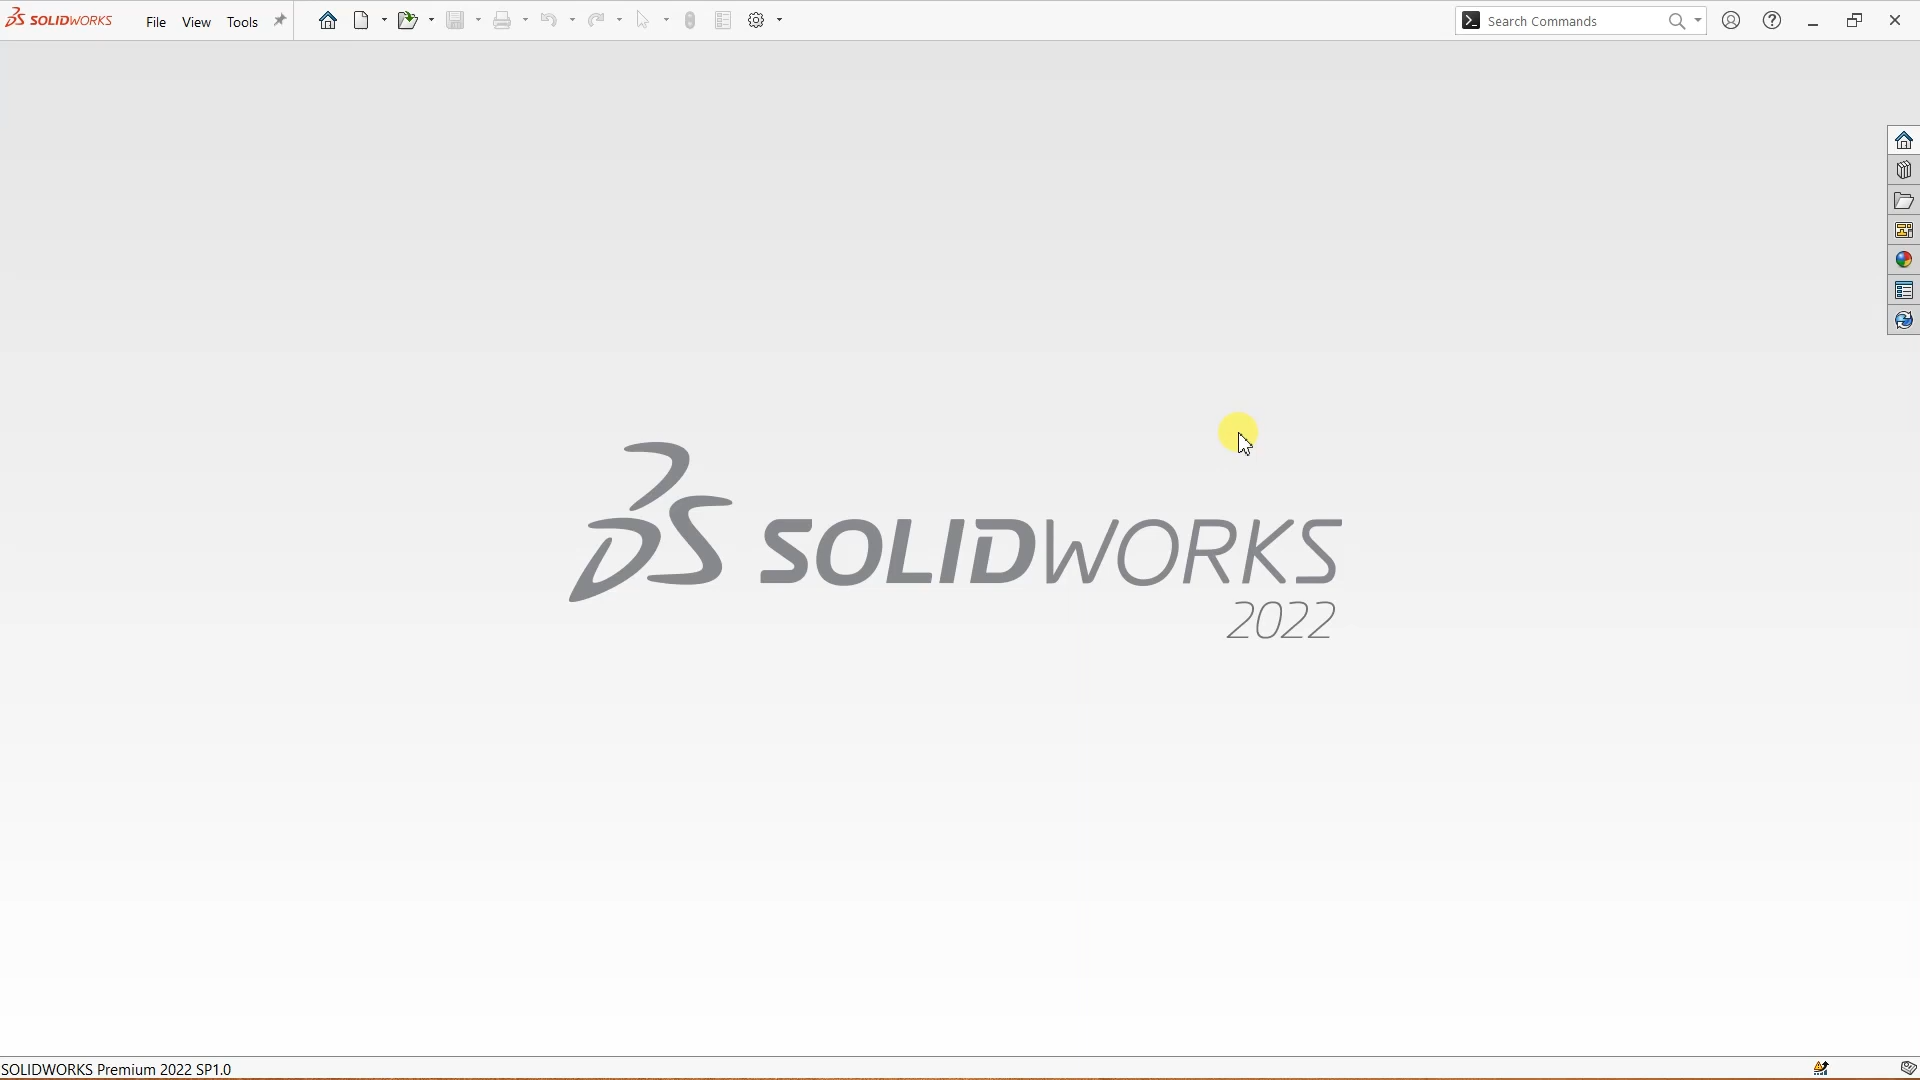 SOLIDWORKS File View Tools Search Commands
SOLIDWORKS
2022
SOLIDWORKS Premium 2022 SP1.0